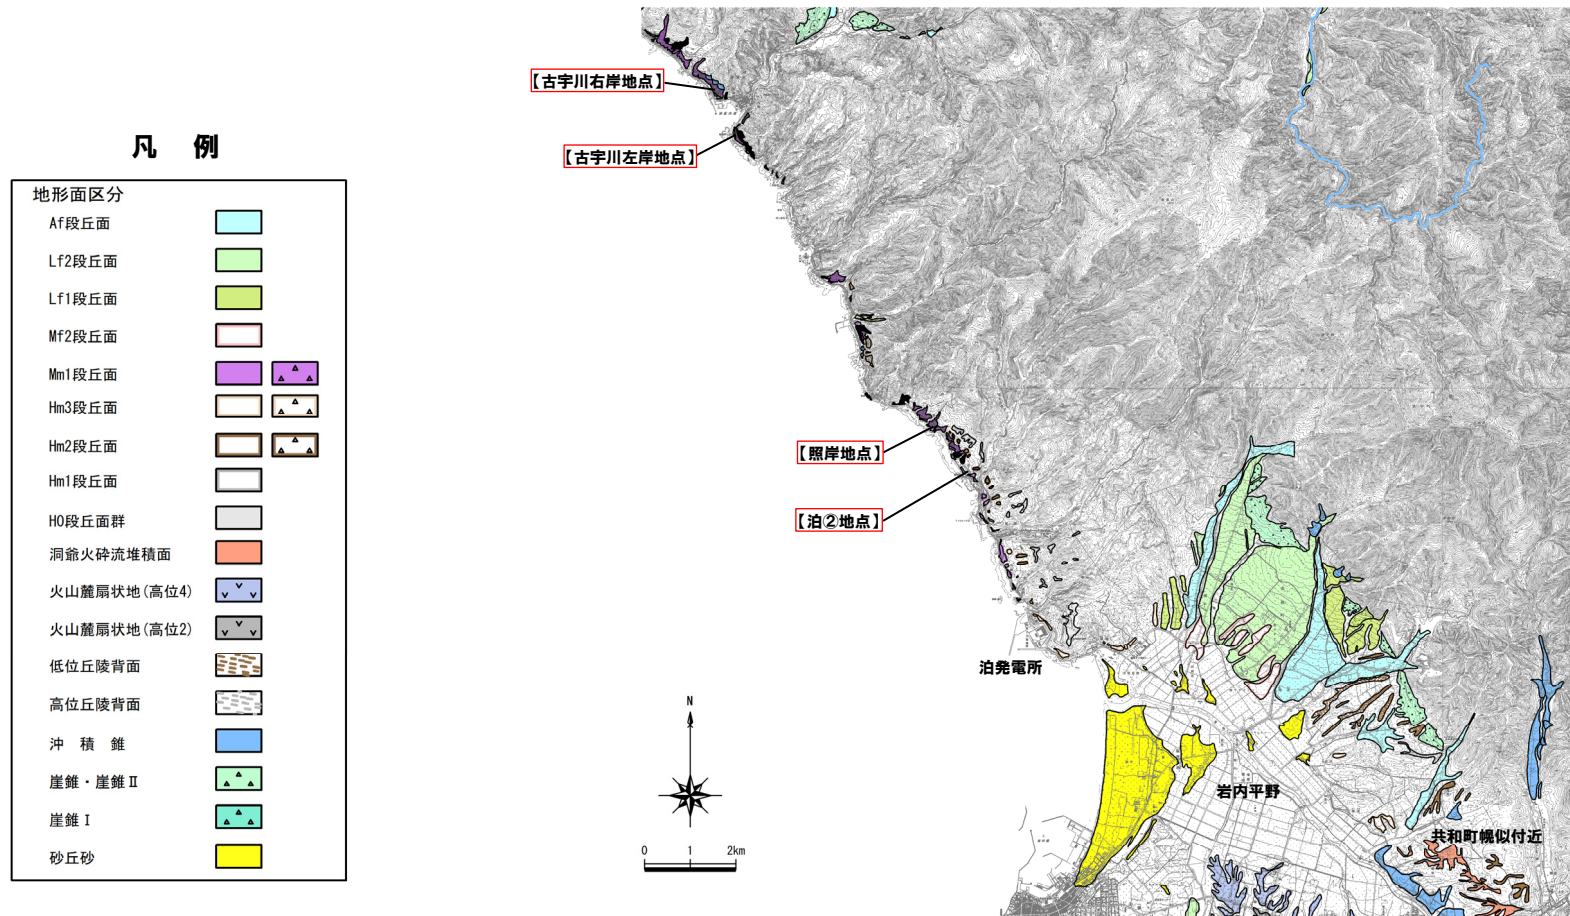 凡 例
地形面区分
Af段丘面
Lf2段丘面
Lf1段丘面
Mf2段丘面
Mm1段丘面
Hm3段丘面
Hm2段丘面
Hm1段丘面
H0段丘面群
洞爺火砕流堆積面
火山麓扇状地(高位4)
火山麓扇状地(高位2)
低位丘陵背面
高位丘陵背面
沖 積 錐
崖錐・崖錐Ⅱ
崖錐Ⅰ
砂丘砂
【古宇川右岸地点】
【古宇川左岸地点】
【照岸地点】
【泊②地点】
泊発電所
岩内平野
共和町幌似付近
N
0 1 2km